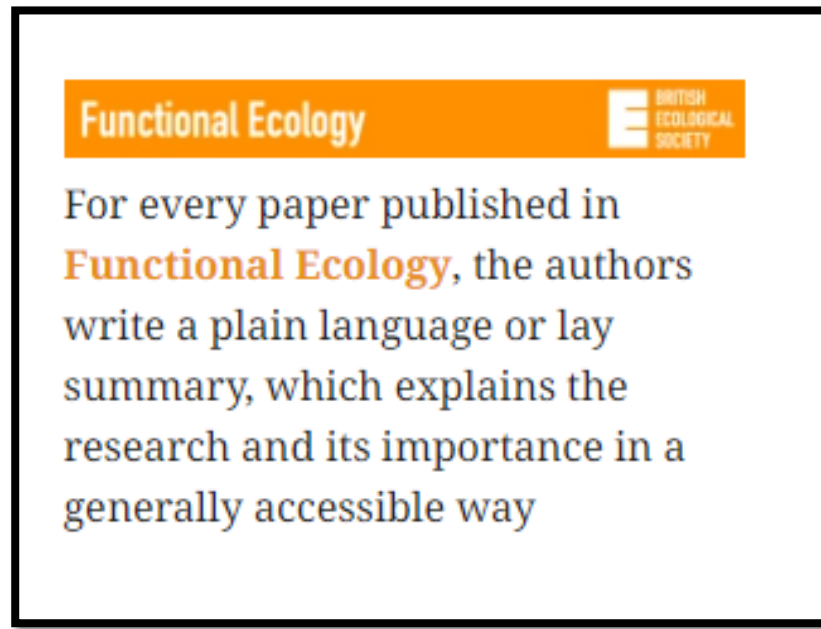 Functional Ecology
BRITISH
ECOLOGICAL
SOCIETY
For every paper published in
Functional Ecology, the authors
write a plain language or lay
summary, which explains the
research and its importance in a
generally accessible way